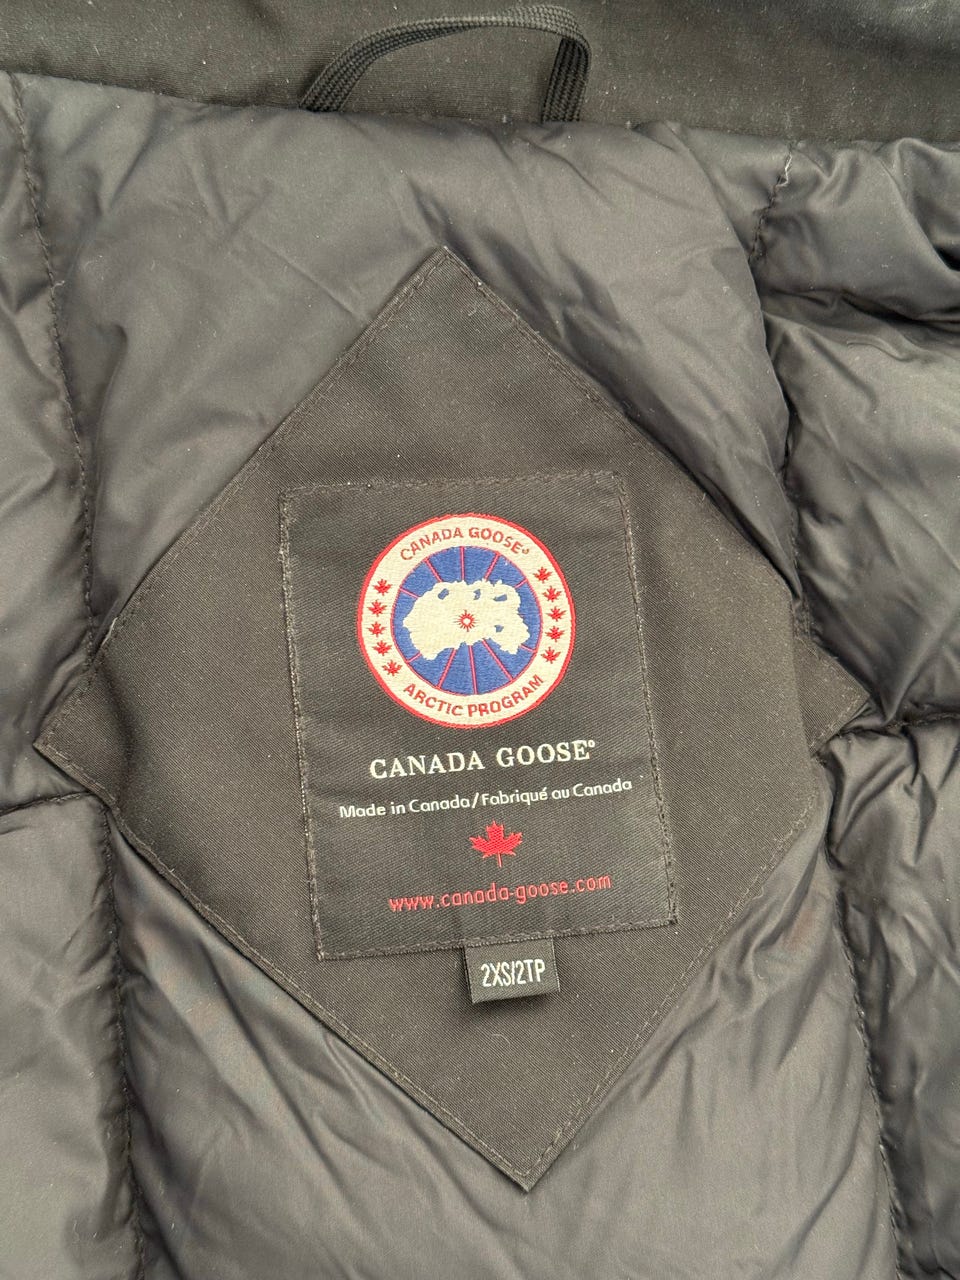 CANADA GOOSE®
ARCTIC PROGRAM
CANADA GOOSE®
Made in Canada/Fabriqué au Canada
www.canada-goose.com
2XS/2TP